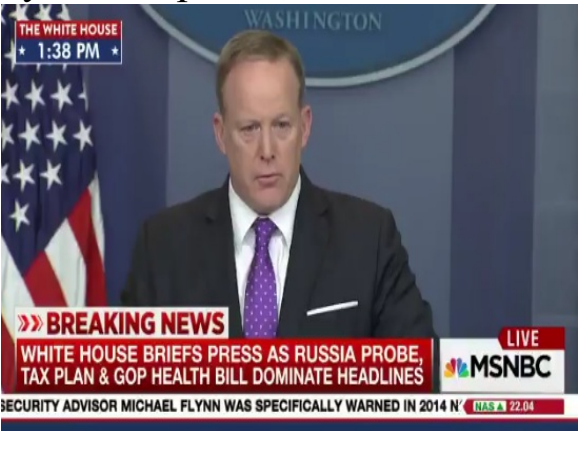 THE WHITE HOUSE
1:38 PM
WASHINGTON
BREAKING NEWS
LIVE
WHITE HOUSE BRIEFS PRESS AS RUSSIA PROBE,
TAX PLAN & GOP HEALTH BILL DOMINATE HEADLINES
MSNBC
SECURITY ADVISOR MICHAEL FLYNN WAS SPECIFICALLY WARNED IN 2014 N
NAS ▲ 22.04